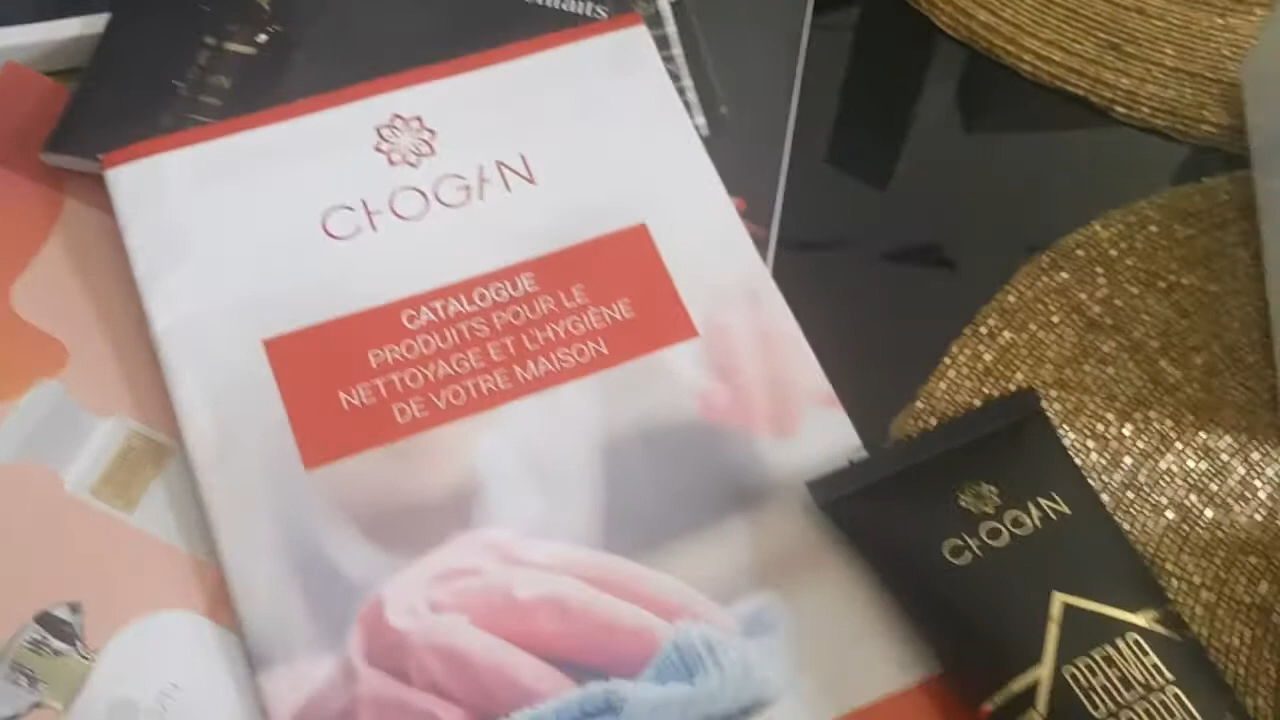 CHOGAN
CATALOGUE
PRODUITS POUR LE
NETTOYAGE ET L'HYGIÈNE
DE VOTRE MAISON
CHOGAN
CREMA